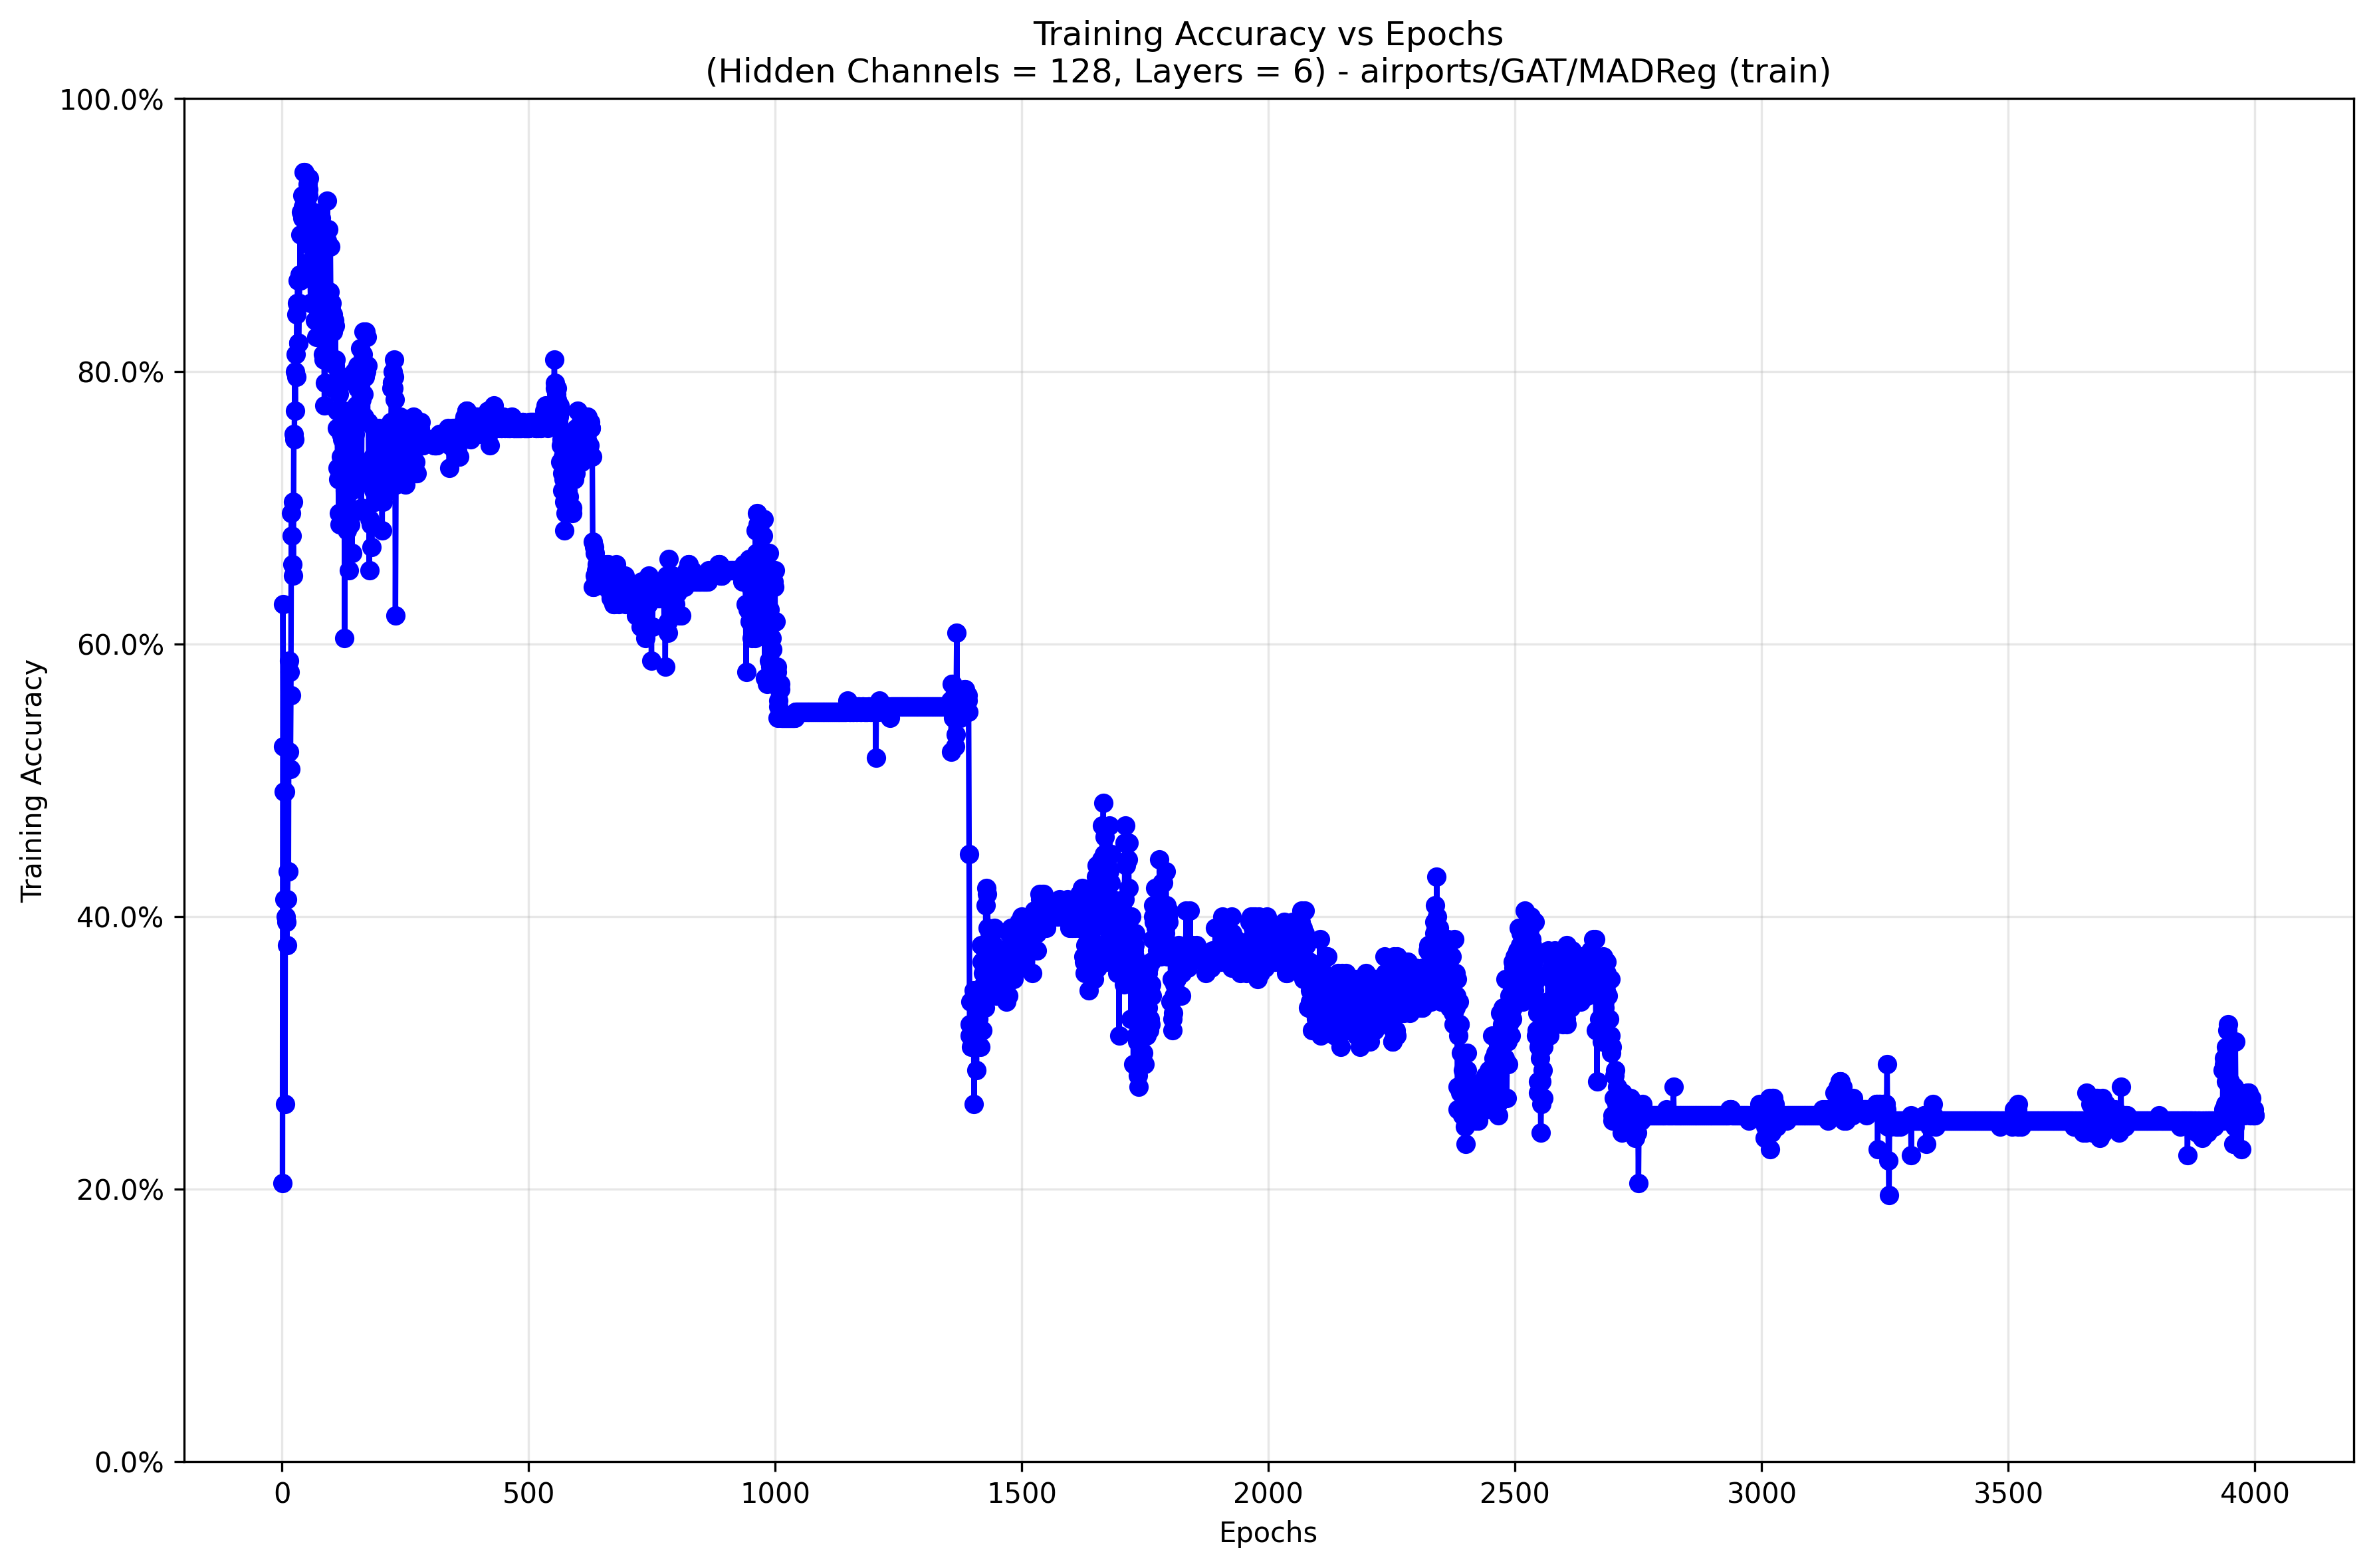 Training Accuracy vs Epochs
(Hidden Channels = 128, Layers = 6) - airports/GAT/MADReg (train)
100.0%
80.0%
60.0%
40.0%
20.0%
0.0%
Training Accuracy
0 500 1000 1500 2000 2500 3000 3500 4000
Epochs